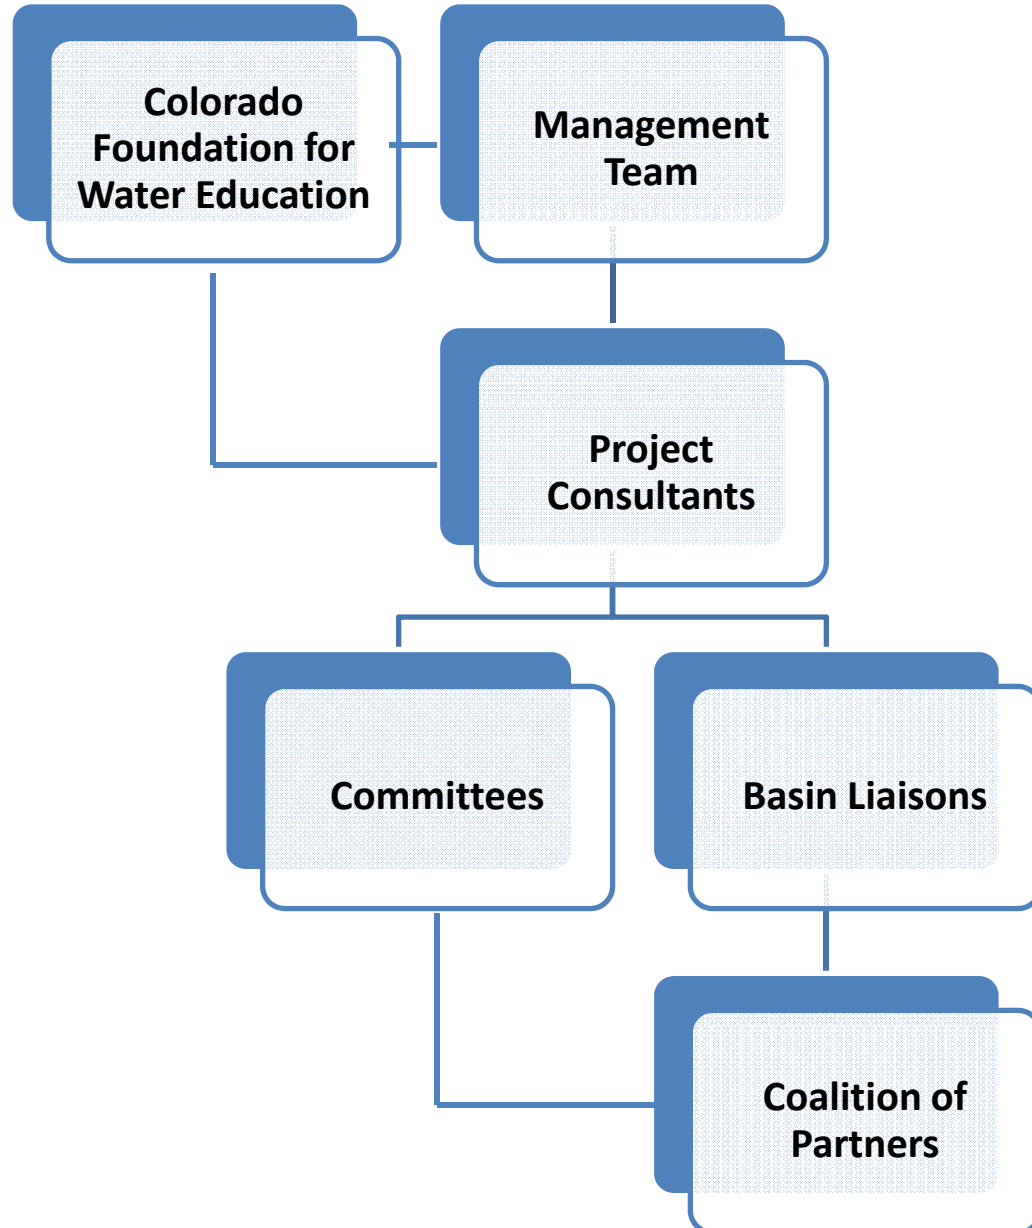 Colorado
Foundation for
Water Education
Management
Team
Project
Consultants
Committees
Basin Liaisons
Coalition of
Partners